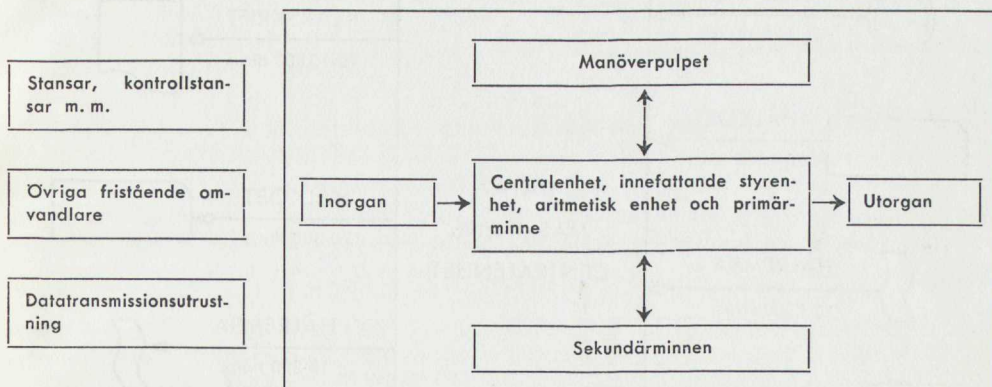 Stansar, kontrollstan-
sar m. m.
Övriga fristående om-
vandlare
Datatransmissionsutrust-
ning
Manöverpulpet
Inorgan
Centralenhet, innefattande styren-
het, aritmetisk enhet och primär-
minne
Utorgan
Sekundärminnen